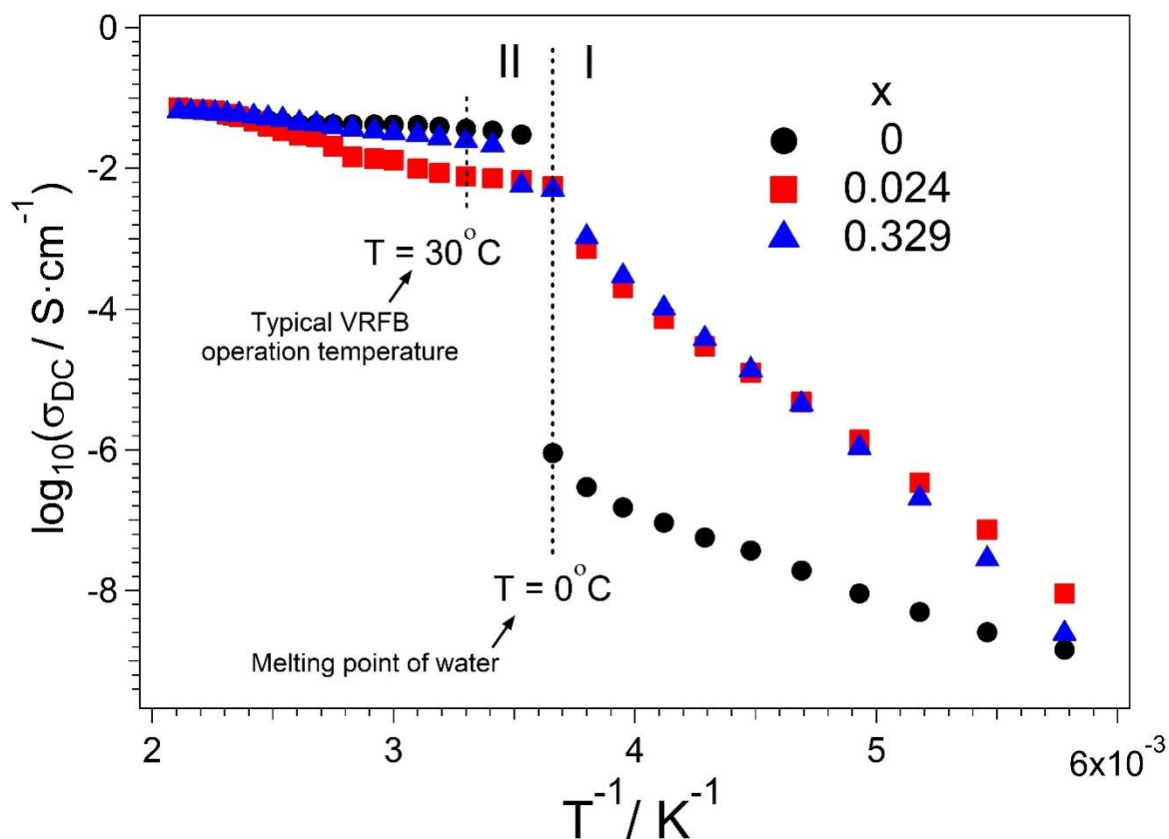 0
-2
-4
-6
-8
log₁₀(σ_DC / S·cm⁻¹)
II
I
x
0
0.024
0.329
T = 30°C
Typical VRFB
operation temperature
T = 0°C
Melting point of water
2
3
4
5
6x10⁻³
T⁻¹/ K⁻¹